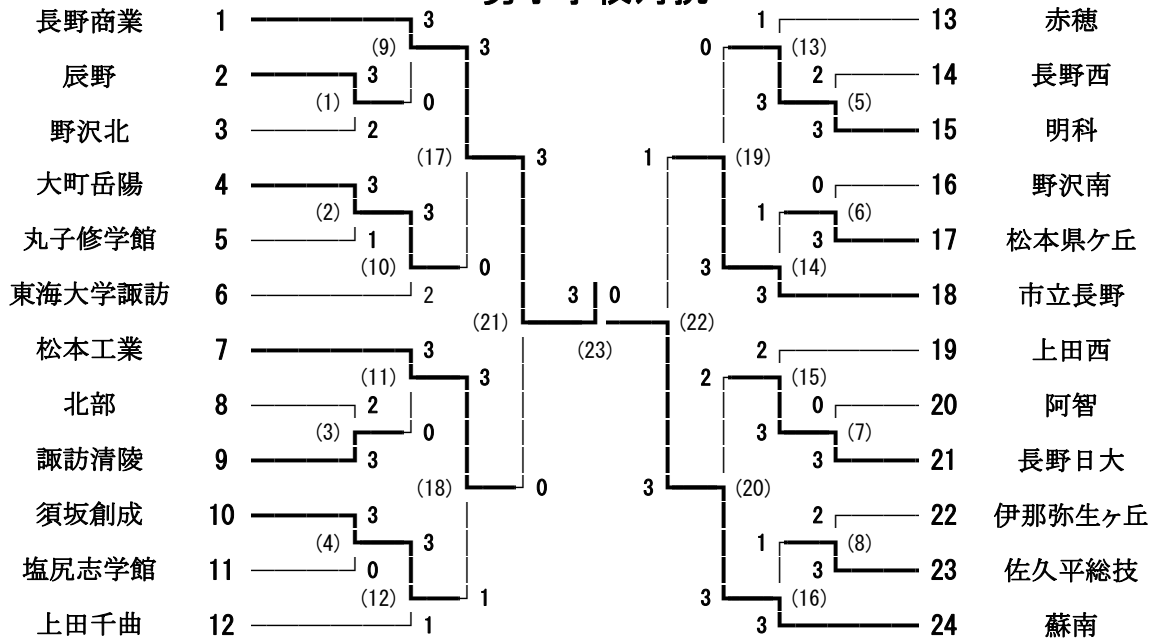 長野商業 1 3 1 13 赤穂
(9) 3 0 (13)
辰野 2 3 2 14 長野西
(1) 0 3 (5)
野沢北 3 2 3 15 明科
(17) 3 1 (19)
大町岳陽 4 3 0 16 野沢南
(2) 3 1 (6)
丸子修学館 5 1 3 17 松本県ケ丘
(10) 0 3 (14)
東海大学諏訪 6 2 3 0 3 18 市立長野
(21) (22)
松本工業 7 3 (23) 2 19 上田西
(11) 3 2 (15)
北部 8 2 0 20 阿智
(3) 0 3 (7)
諏訪清陵 9 3 3 21 長野日大
(18) 0 3 (20)
須坂創成 10 3 2 22 伊那弥生ヶ丘
(4) 3 1 (8)
塩尻志学館 11 0 3 23 佐久平総技
(12) 1 3 (16)
上田千曲 12 1 3 24 蘇南